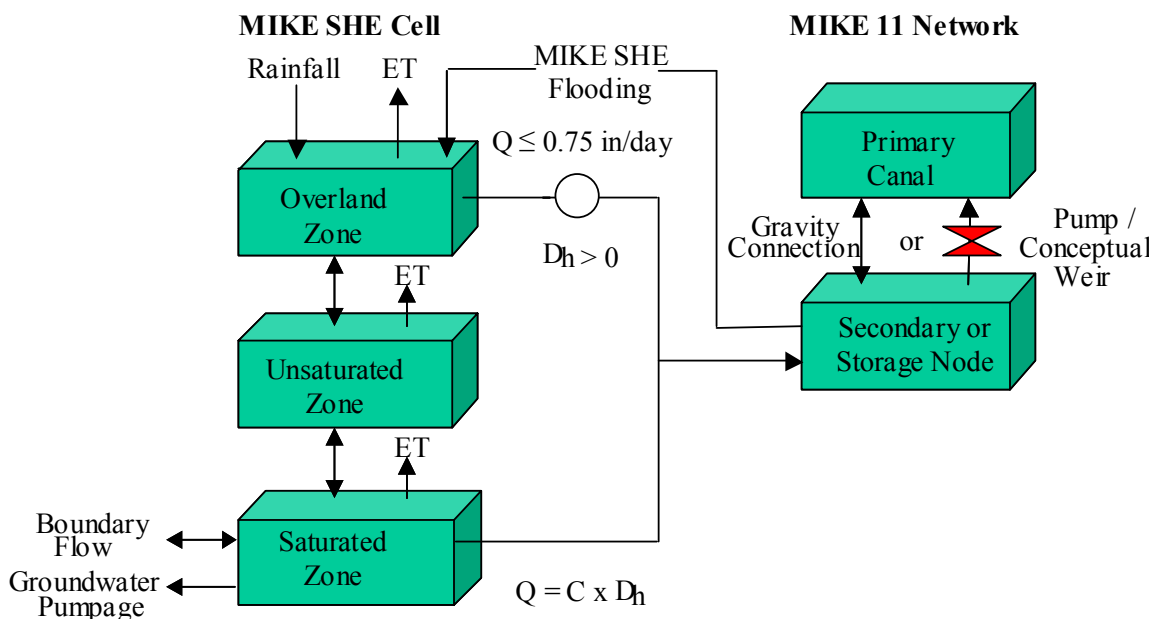 MIKE SHE Cell
MIKE 11 Network
Rainfall
ET
MIKE SHE
Flooding
Q ≤ 0.75 in/day
Overland
Zone
Dh > 0
Primary
Canal
Gravity
Connection
or
Pump /
Conceptual
Weir
ET
Unsaturated
Zone
Secondary or
Storage Node
ET
Boundary
Flow
Saturated
Zone
Groundwater
Pumpage
Q = C x Dh